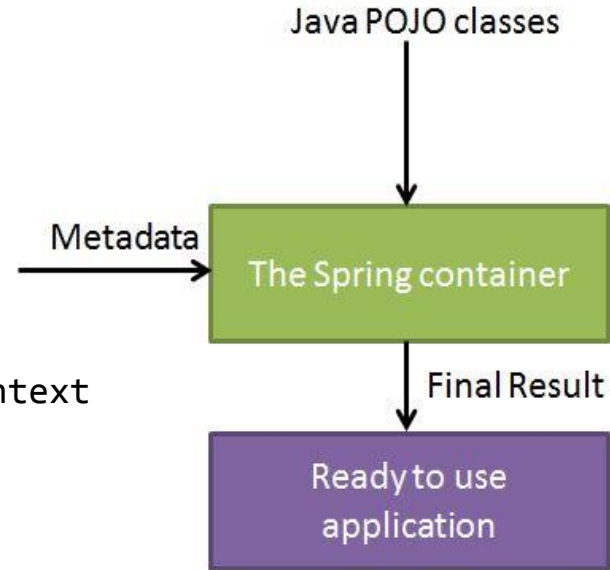 Java POJO classes
Metadata
The Spring container
ntext
Final Result
Ready to use
application